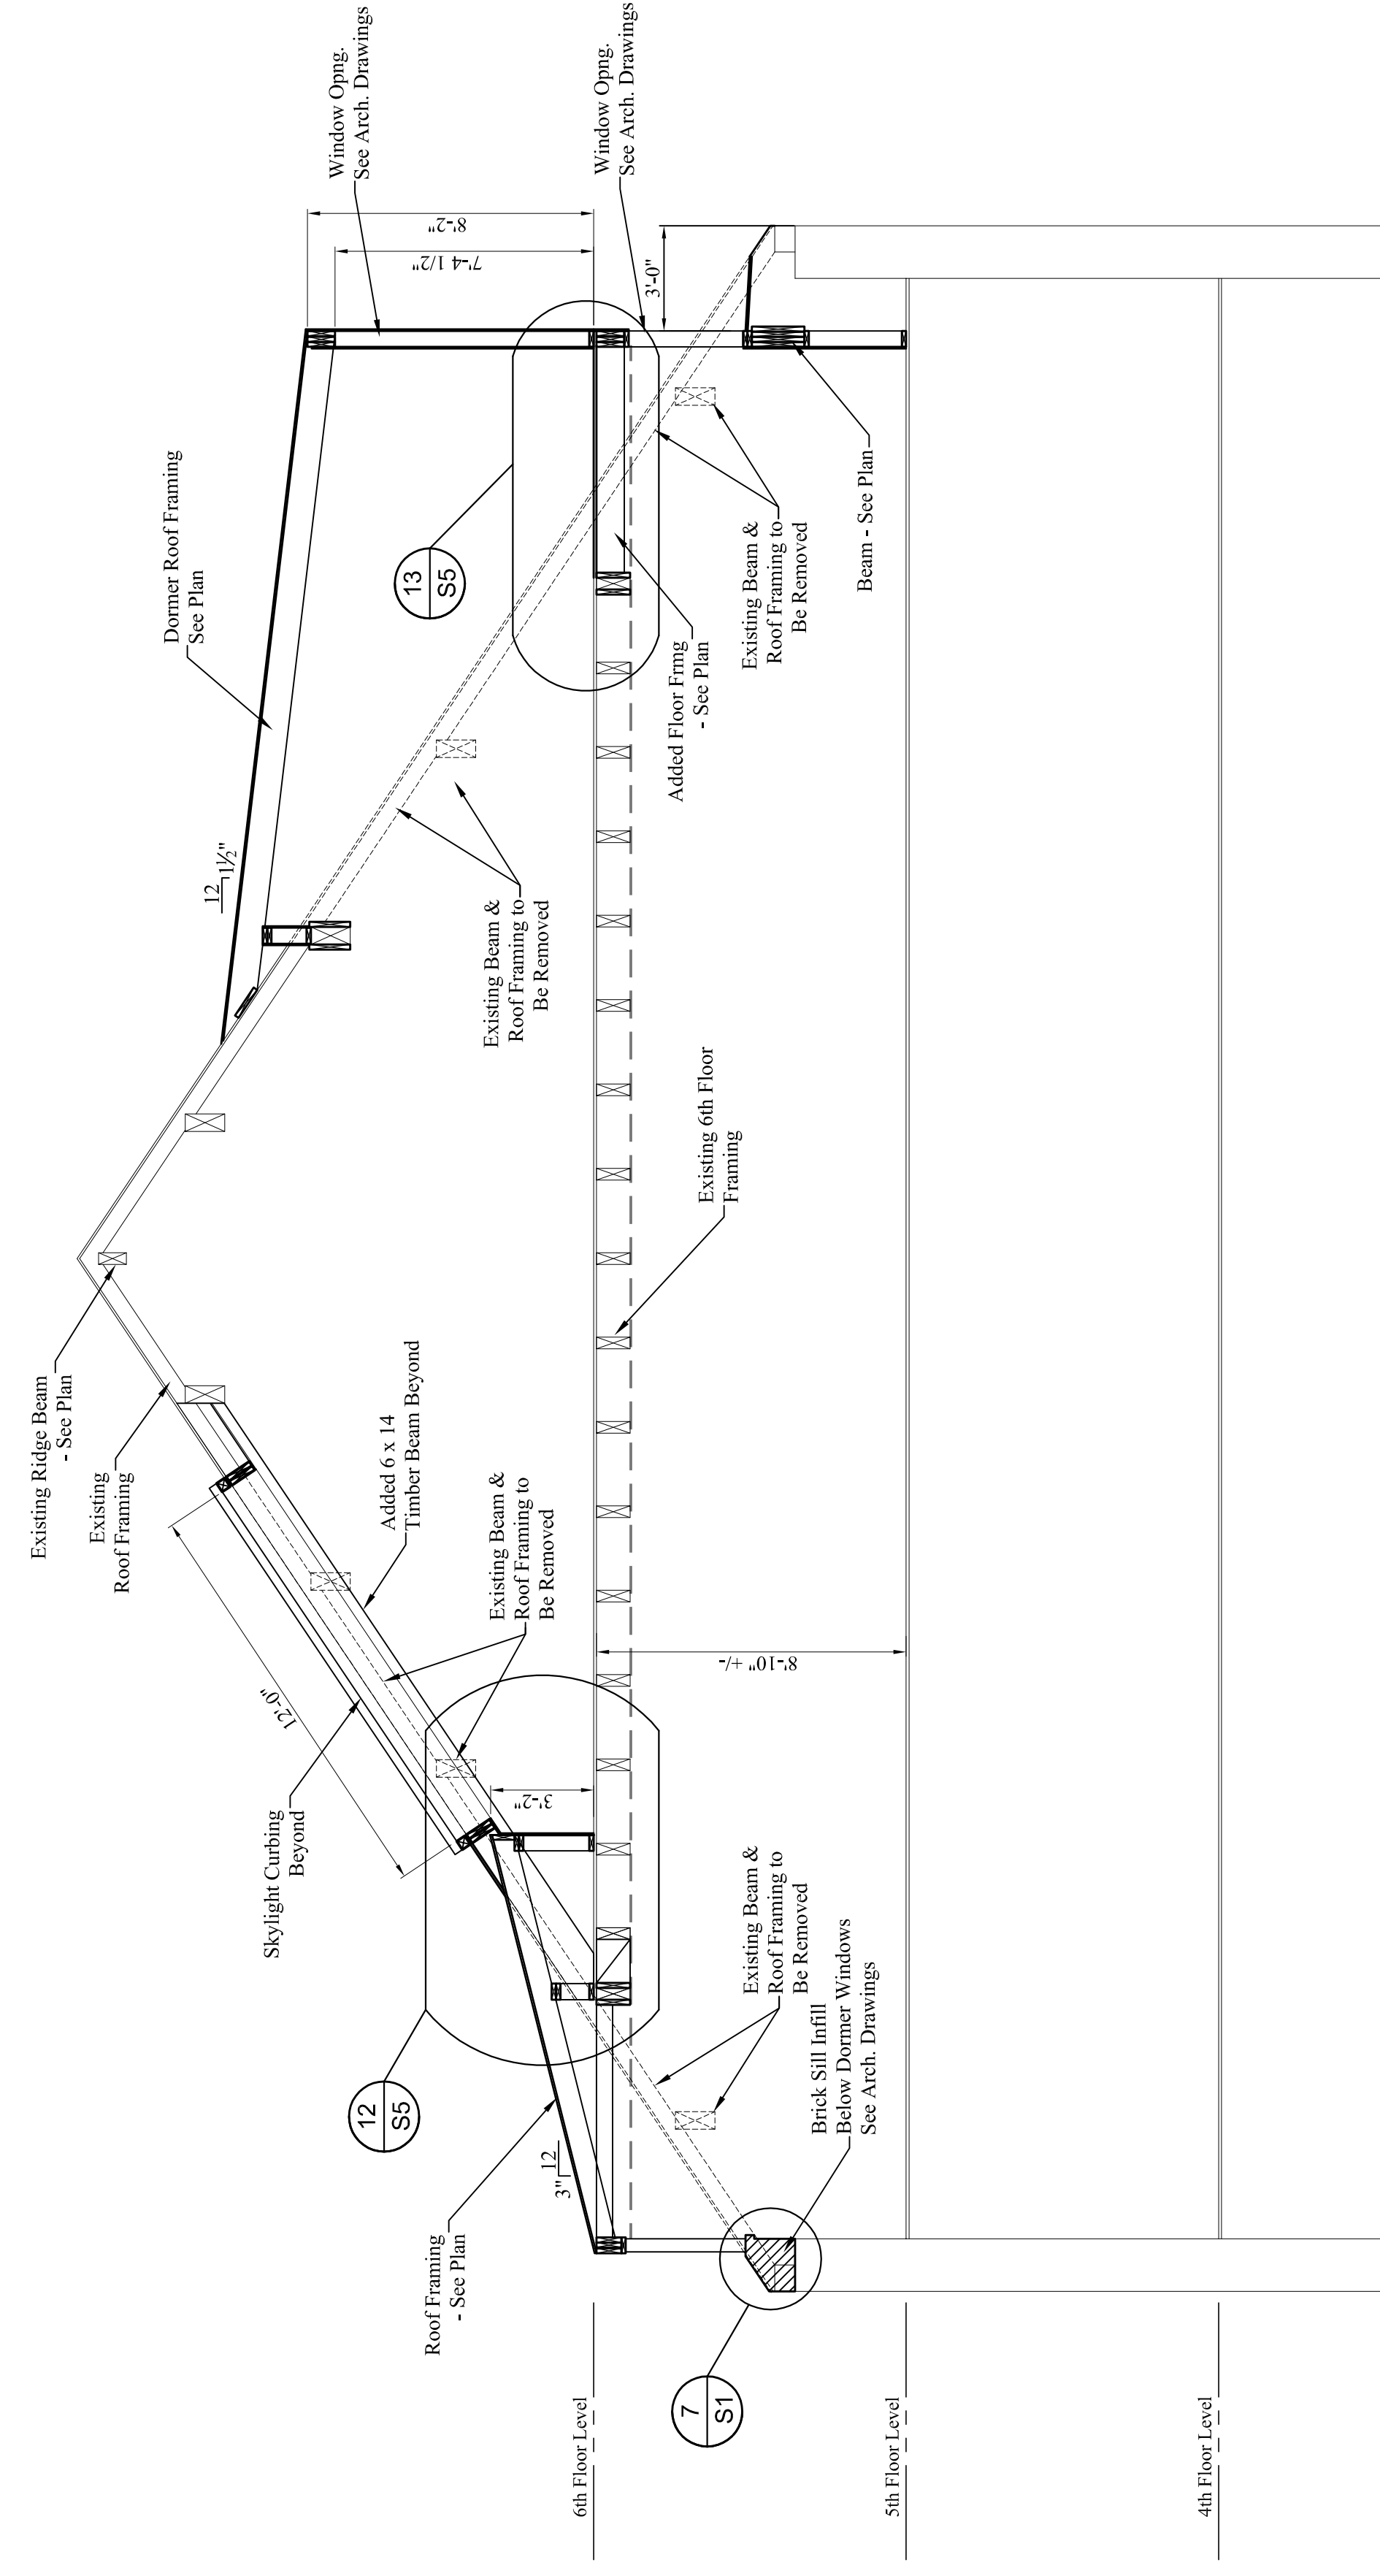 Existing Ridge Beam
- See Plan
Existing
Roof Framing
12'-0"
Skylight Curbing
Beyond
Added 6 x 14
Timber Beam Beyond
Existing Beam &
Roof Framing to
Be Removed
12
1½"
Dormer Roof Framing
See Plan
Window Opng.
See Arch. Drawings
8'-2"
7'-4 1/2"
Window Opng.
See Arch. Drawings
3'-0"
13
S5
Existing Beam &
Roof Framing to
Be Removed
12
S5
3'-2"
Roof Framing
- See Plan
3"
12
6th Floor Level
Existing 6th Floor
Framing
Added Floor Frmg
- See Plan
Existing Beam &
Roof Framing to
Be Removed
8'-10" +/-
7
S1
Existing Beam &
Roof Framing to
Be Removed
Brick Sill Infill
Below Dormer Windows
See Arch. Drawings
Beam - See Plan
5th Floor Level
4th Floor Level